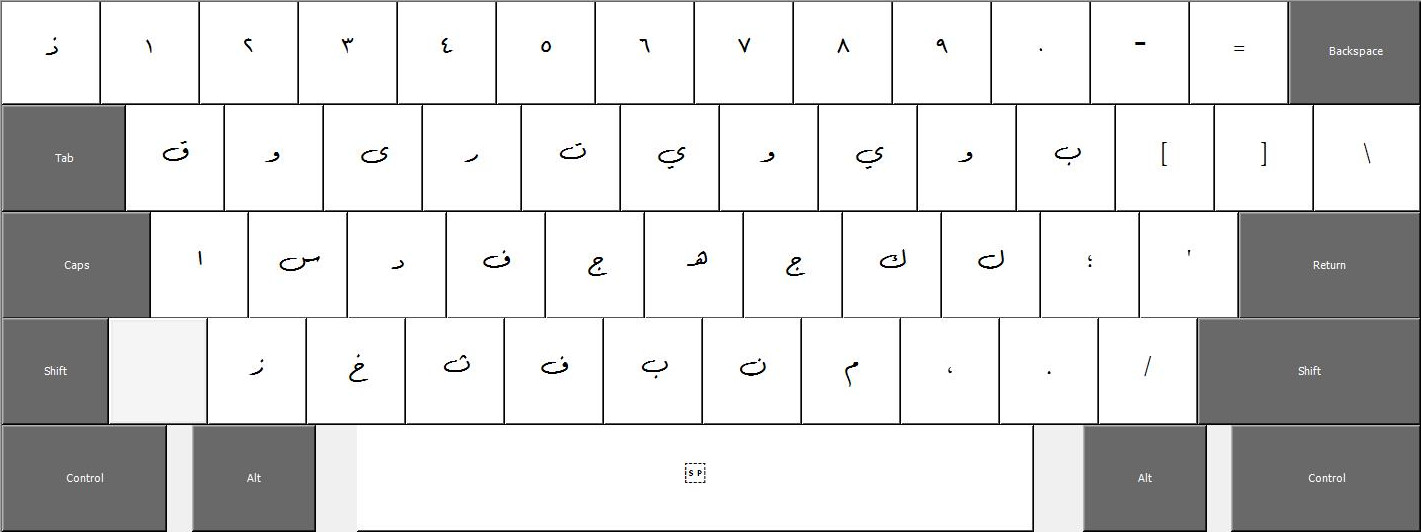 ز ١ ٢ ٣ ٤ ٥ ٦ ٧ ٨ ٩ ٠ - = Backspace
Tab ق و ى ر ت ي و ي و ب [ ] \
Caps ا س د ف ج ه ج ك ل ؛ ' Return
Shift ز خ ث ف ب ن م ، . / Shift
Control Alt SP Alt Control